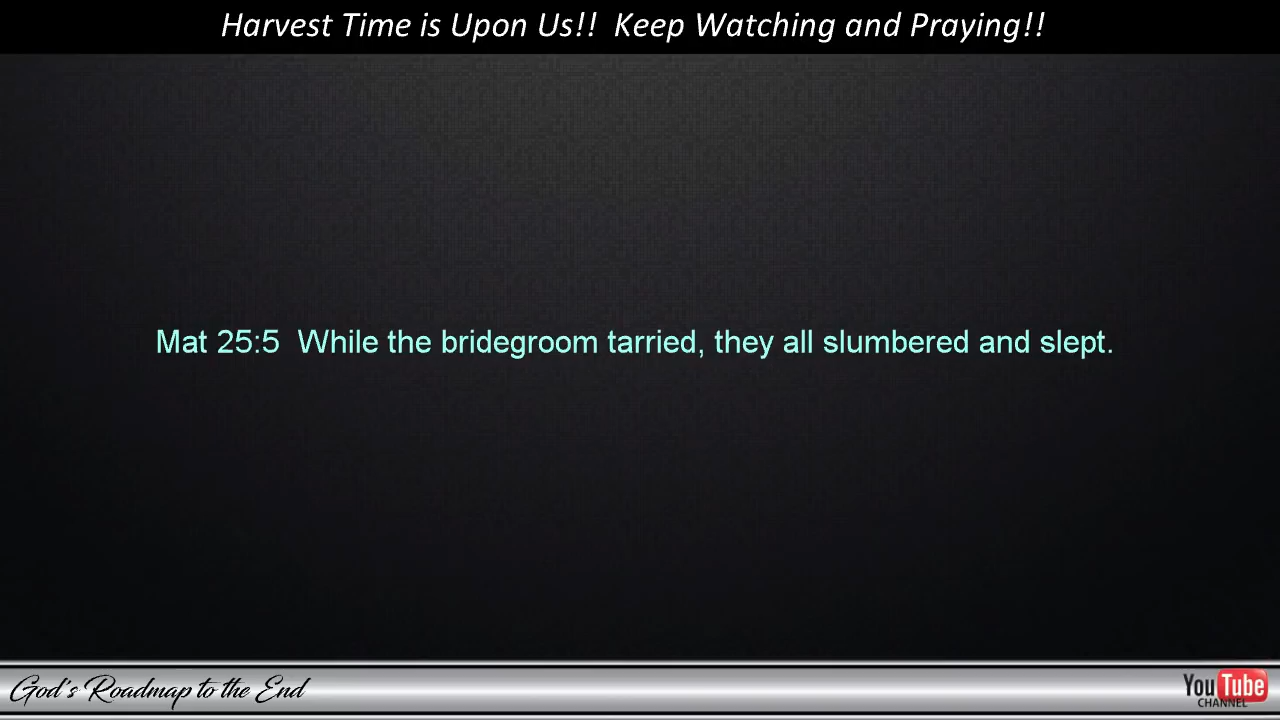 Harvest Time is Upon Us!!  Keep Watching and Praying!!
Mat 25:5  While the bridegroom tarried, they all slumbered and slept.
God's Roadmap to the End
YouTube
CHANNEL